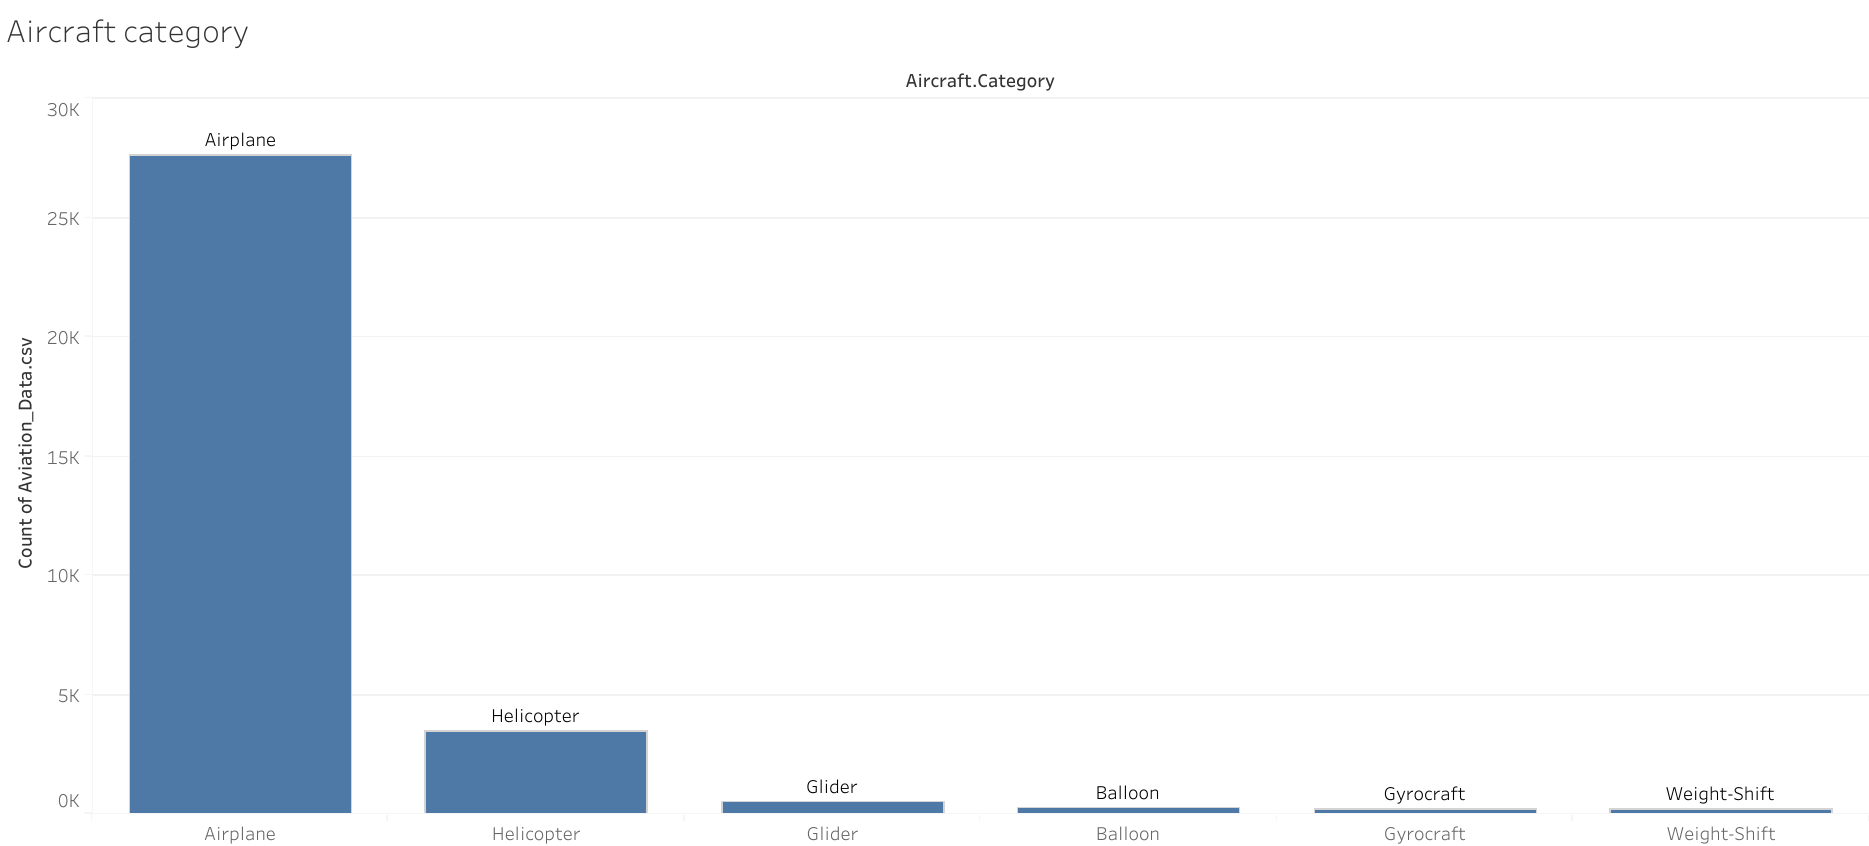 Aircraft category
Aircraft.Category
Count of Aviation_Data.csv
30K
25K
20K
15K
10K
5K
0K
Airplane
Helicopter
Glider
Balloon
Gyrocraft
Weight-Shift
Airplane
Helicopter
Glider
Balloon
Gyrocraft
Weight-Shift